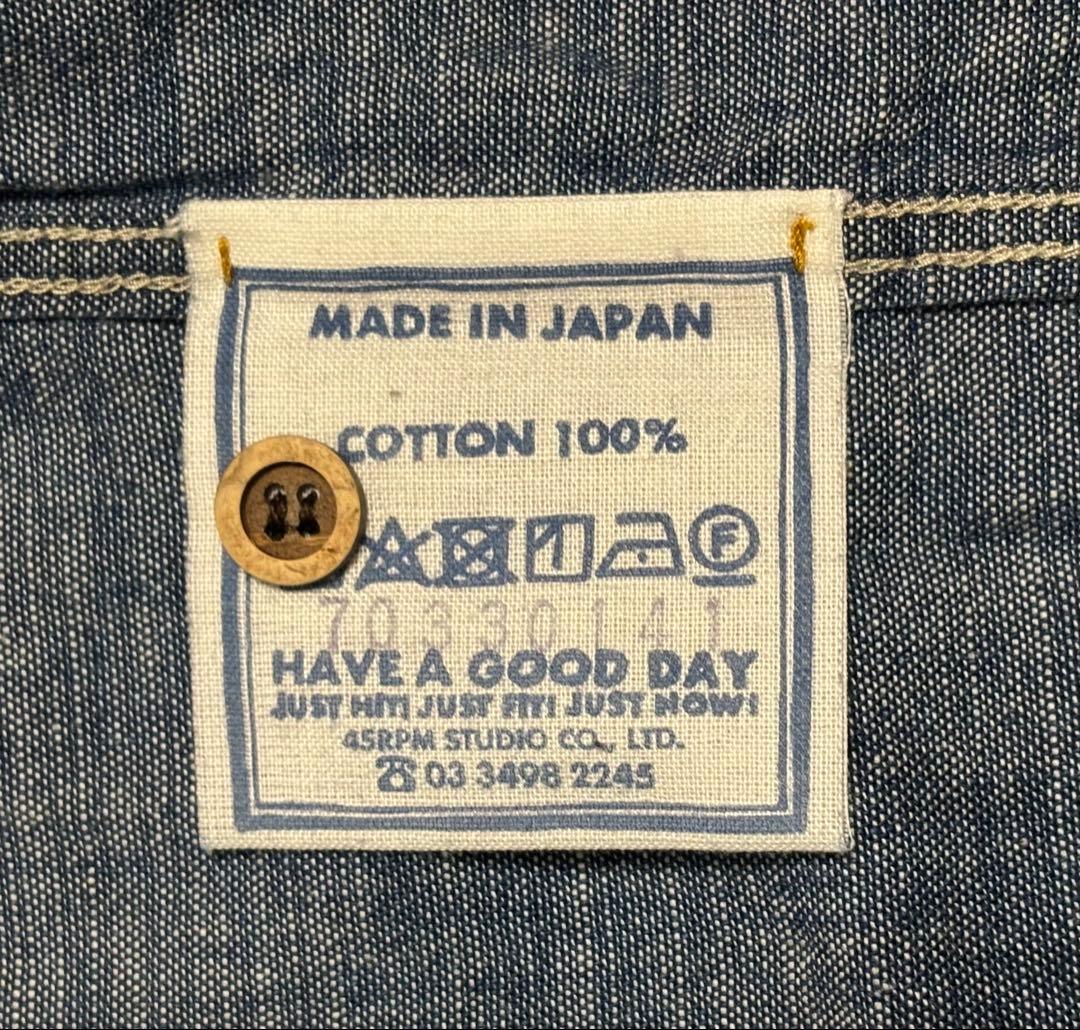 MADE IN JAPAN
COTTON 100%
F
70330141
HAVE A GOOD DAY
JUST HIT! JUST FIT! JUST NOW!
45RPM STUDIO CO., LTD.
☎ 03 3498 2245